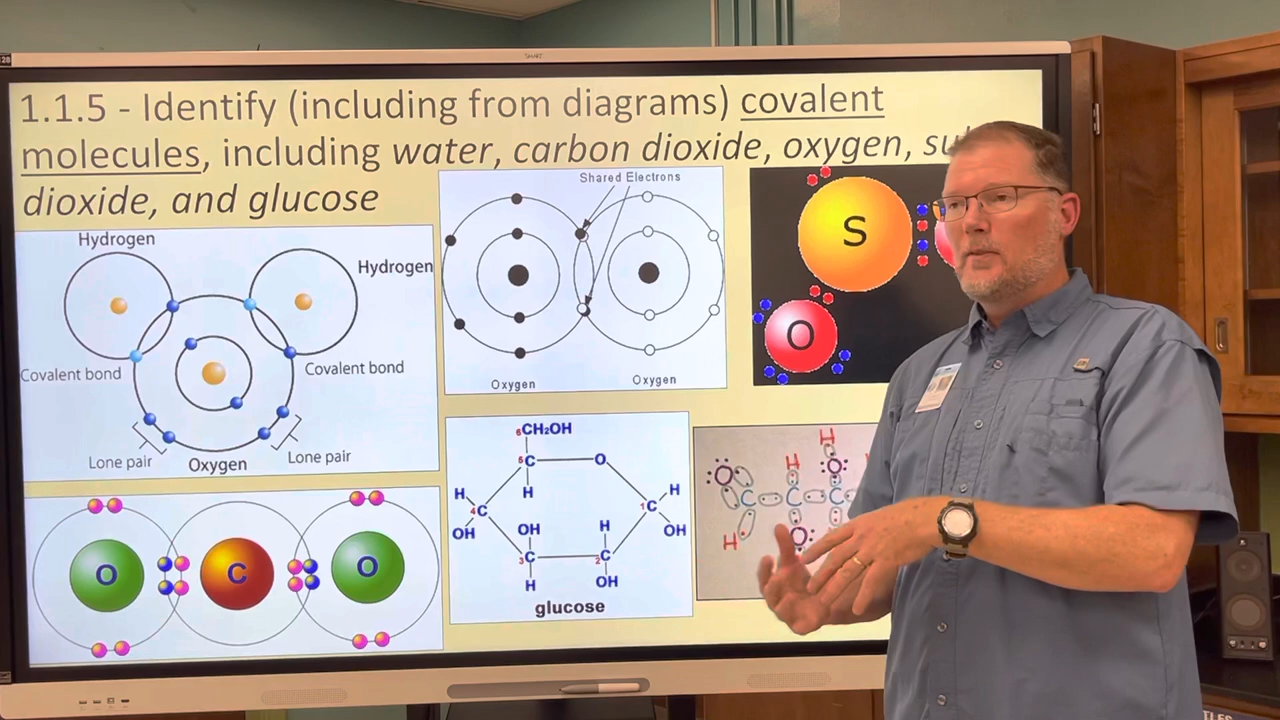 SMART
1.1.5 - Identify (including from diagrams) covalent
molecules, including water, carbon dioxide, oxygen,
dioxide, and glucose
Hydrogen
Hydrogen
Covalent bond
Covalent bond
Lone pair
Oxygen
Lone pair
Shared Electrons
Oxygen
Oxygen
S
O
O
C
O
6CH2OH
5C
O
H
H
4C
OH
OH
H
1C
H
OH
3C
2C
H
OH
glucose
H
H
O
O
C
C
C
H
O